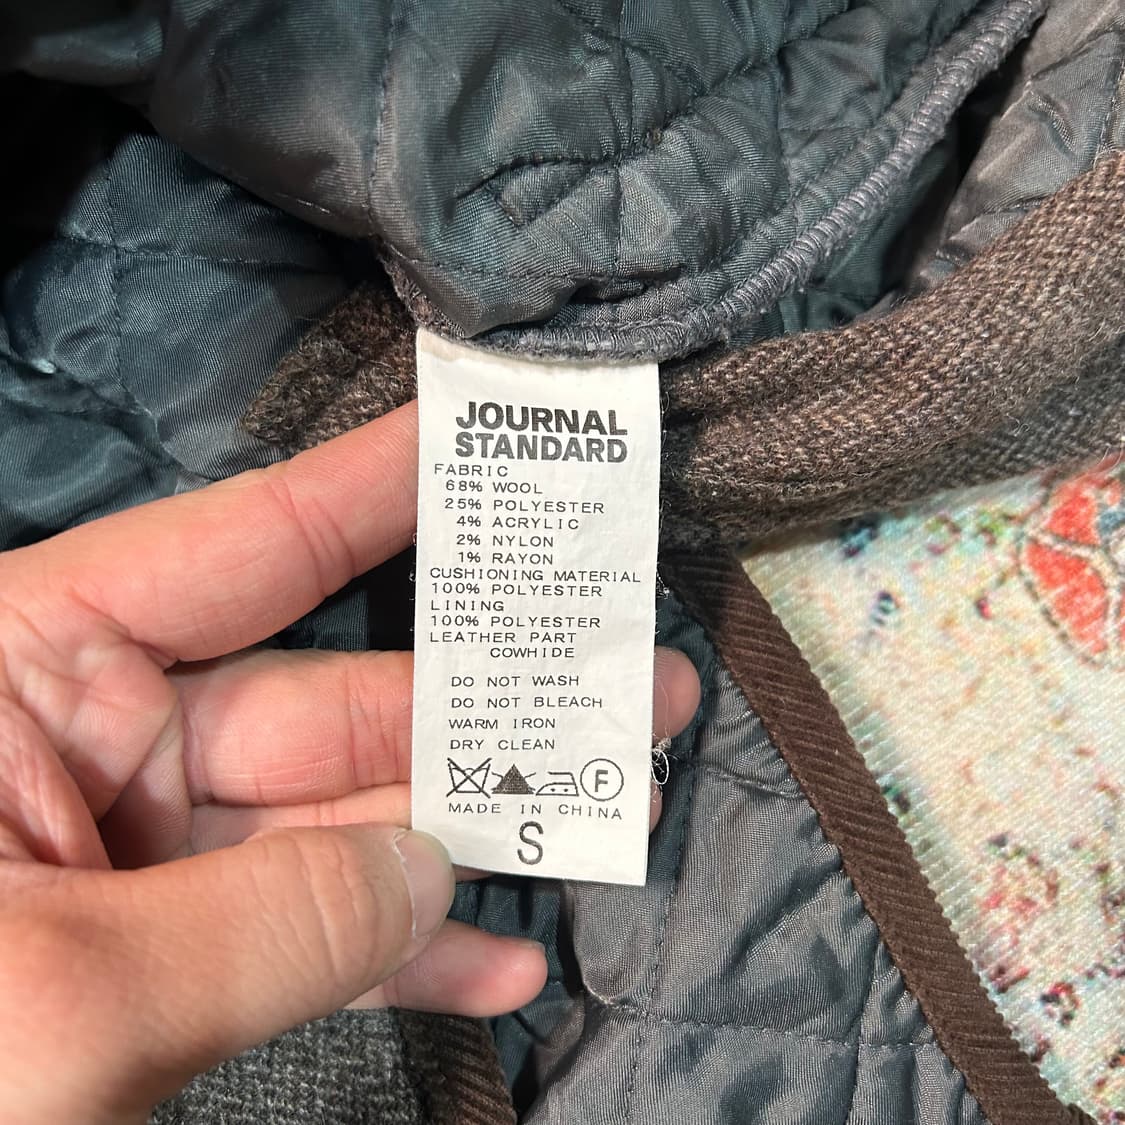 JOURNAL
STANDARD
FABRIC
68% WOOL
25% POLYESTER
4% ACRYLIC
2% NYLON
1% RAYON
CUSHIONING MATERIAL
100% POLYESTER
LINING
100% POLYESTER
LEATHER PART
COWHIDE
DO NOT WASH
DO NOT BLEACH
WARM IRON
DRY CLEAN
F
MADE IN CHINA
S